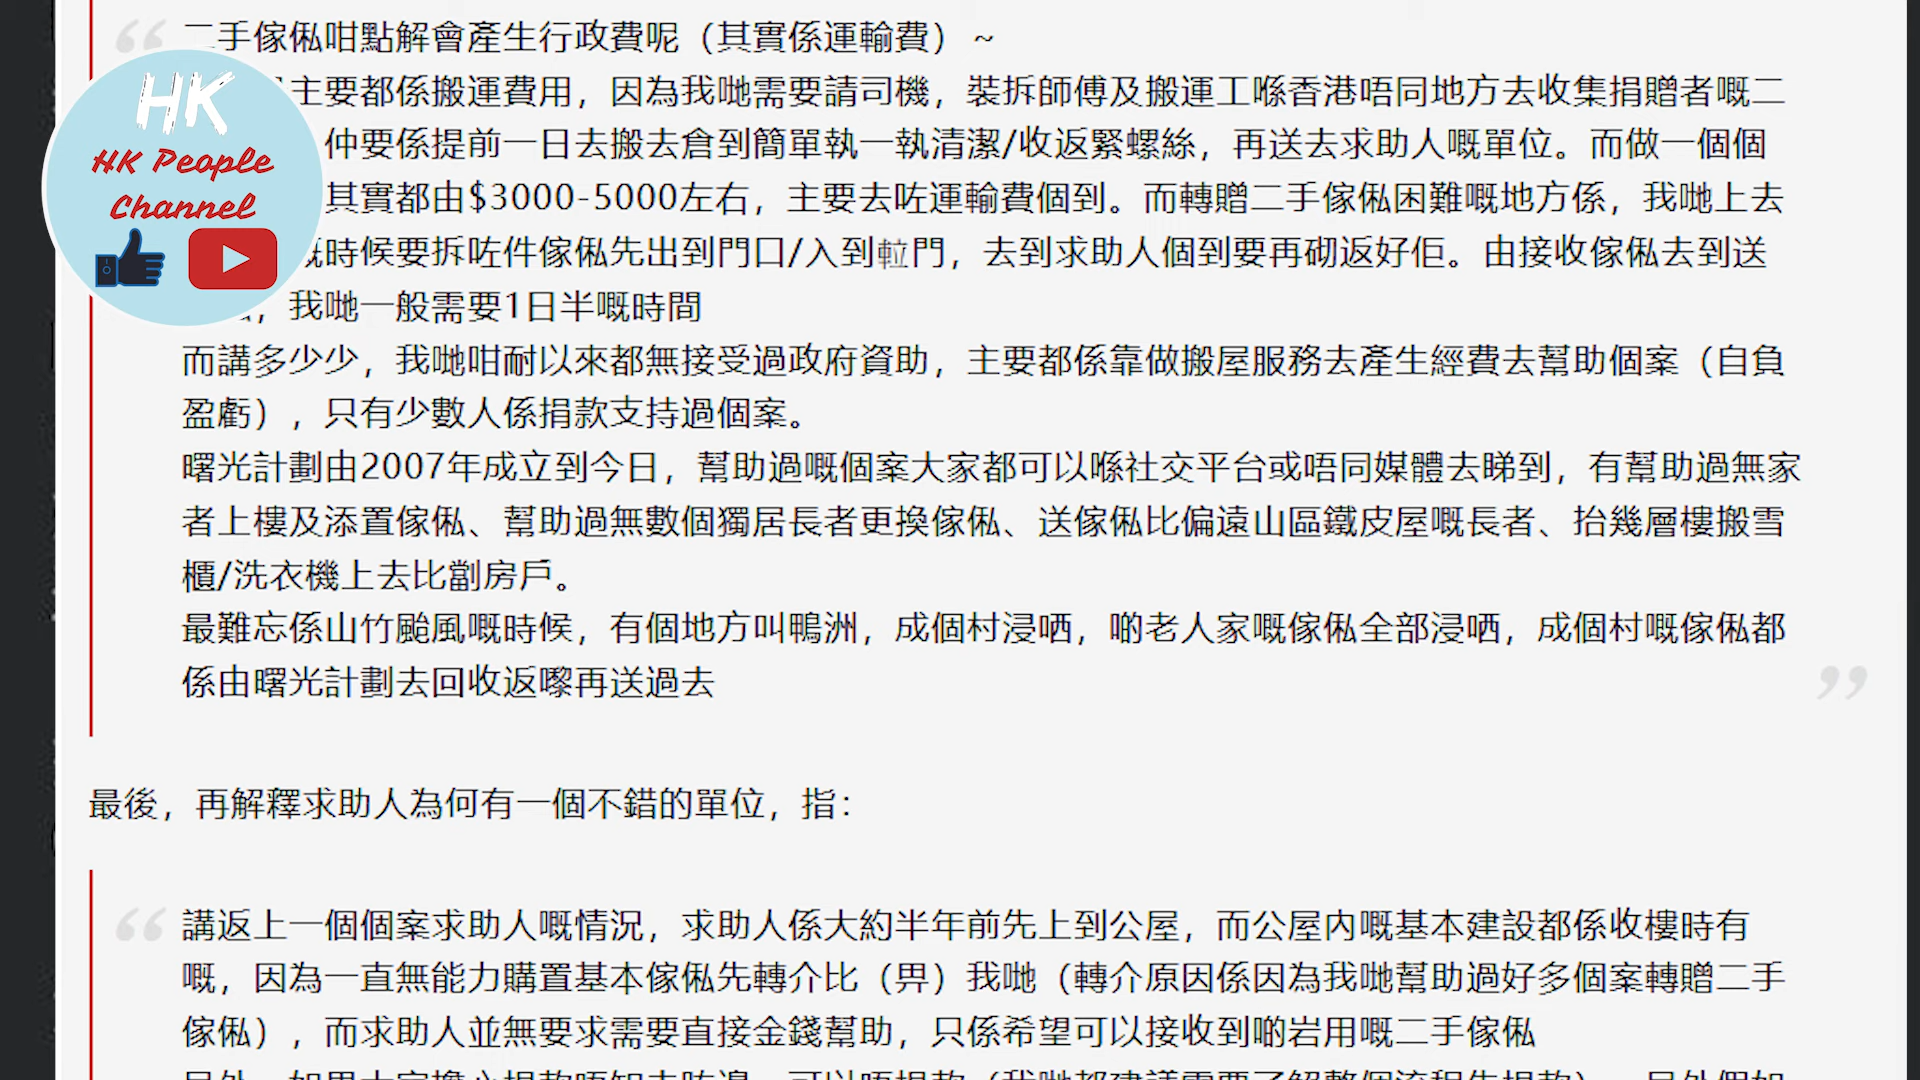 二手傢俬咁點解會產生行政費呢（其實係運輸費）~
主要都係搬運費用，因為我哋需要請司機，裝拆師傅及搬運工喺香港唔同地方去收集捐贈者嘅二
仲要係提前一日去搬去倉到簡單執一執清潔/收返緊螺絲，再送去求助人嘅單位。而做一個個
其實都由$3000-5000左右，主要去咗運輸費個到。而轉贈二手傢俬困難嘅地方係，我哋上去
嘅時候要拆咗件傢俬先出到門口/入到𨋢門，去到求助人個到要再砌返好佢。由接收傢俬去到送
，我哋一般需要1日半嘅時間
而講多少少，我哋咁耐以來都無接受過政府資助，主要都係靠做搬屋服務去產生經費去幫助個案（自負
盈虧），只有少數人係捐款支持過個案。
曙光計劃由2007年成立到今日，幫助過嘅個案大家都可以喺社交平台或唔同媒體去睇到，有幫助過無家
者上樓及添置傢俬、幫助過無數個獨居長者更換傢俬、送傢俬比偏遠山區鐵皮屋嘅長者、抬幾層樓搬雪
櫃/洗衣機上去比劏房戶。
最難忘係山竹颱風嘅時候，有個地方叫鴨洲，成個村浸晒，啲老人家嘅傢俬全部浸晒，成個村嘅傢俬都
係由曙光計劃去回收返嚟再送過去
最後，再解釋求助人為何有一個不錯的單位，指：
講返上一個個案求助人嘅情況，求助人係大約半年前先上到公屋，而公屋內嘅基本建設都係收樓時有
嘅，因為一直無能力購置基本傢俬先轉介比（畀）我哋（轉介原因係因為我哋幫助過好多個案轉贈二手
傢俬），而求助人並無要求需要直接金錢幫助，只係希望可以接收到啲岩用嘅二手傢俬
HK
HK People
Channel